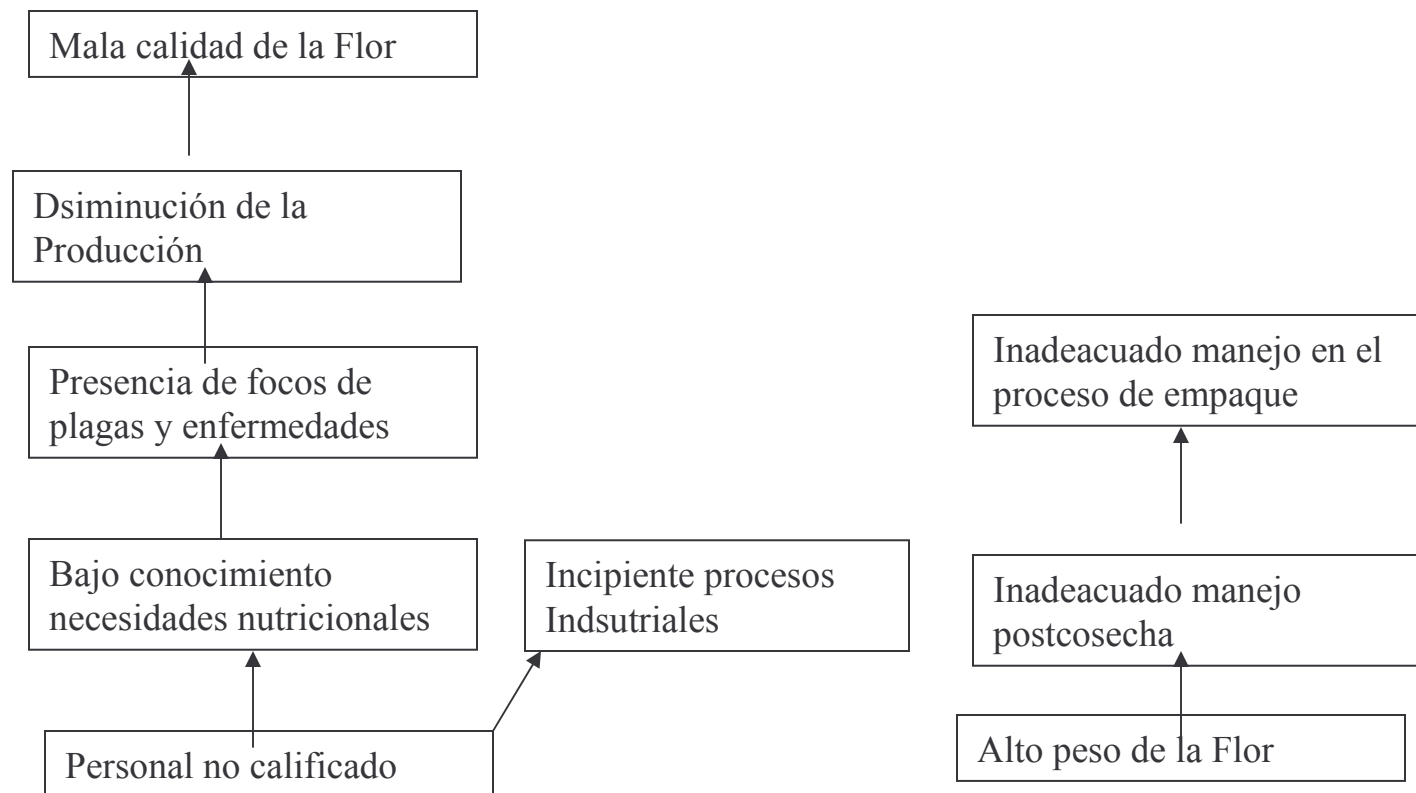 Mala calidad de la Flor
Dsiminución de la
Producción
Presencia de focos de
plagas y enfermedades
Bajo conocimiento
necesidades nutricionales
Personal no calificado
Incipiente procesos
Indsutriales
Inadeacuado manejo en el
proceso de empaque
Inadeacuado manejo
postcosecha
Alto peso de la Flor